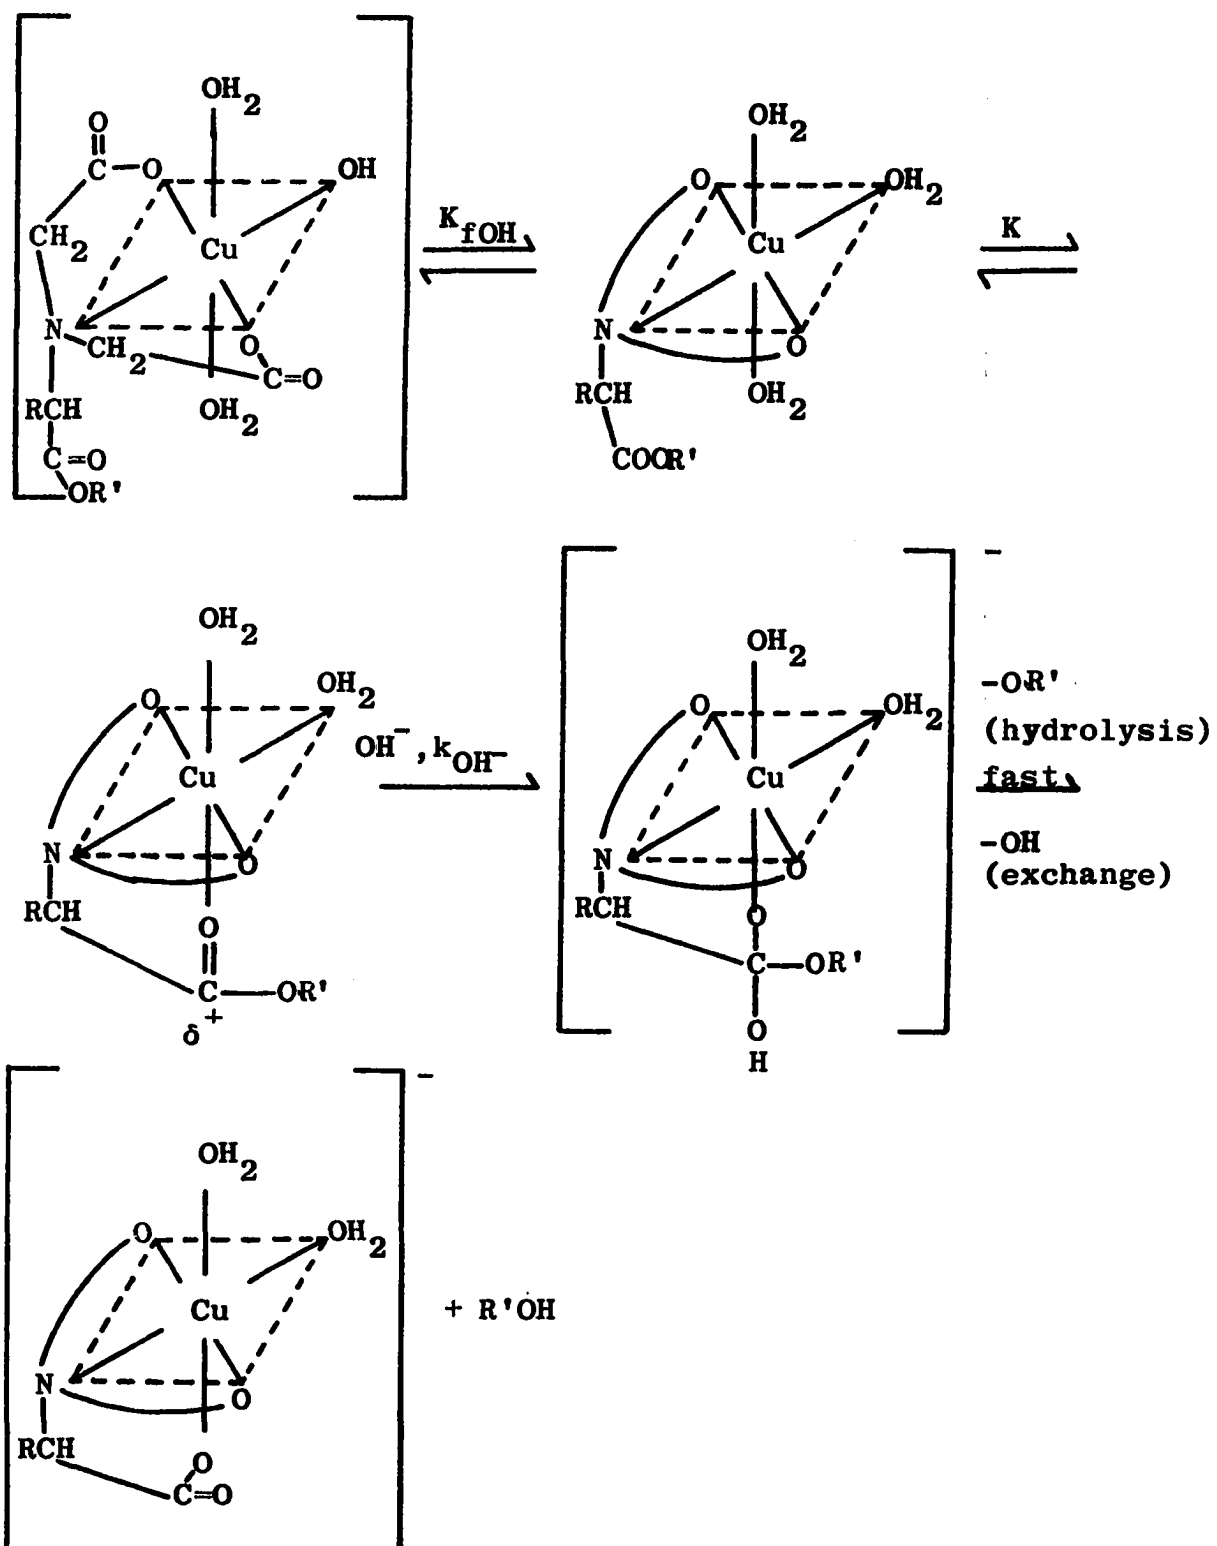 OH2
O
C—O
OH
CH2
Cu
N
CH2
O
C=O
RCH
OH2
C=O
OR'
KfOH
OH2
O
OH2
Cu
N
O
RCH
OH2
COOR'
K
OH2
O
OH2
Cu
N
O
RCH
O
C—OR'
δ+
OH−, kOH−
−
OH2
O
OH2
Cu
N
O
RCH
O
C—OR'
O
H
-OR'
(hydrolysis)
fast
-OH
(exchange)
−
OH2
O
OH2
Cu
N
O
RCH
O
C=O
+ R'OH